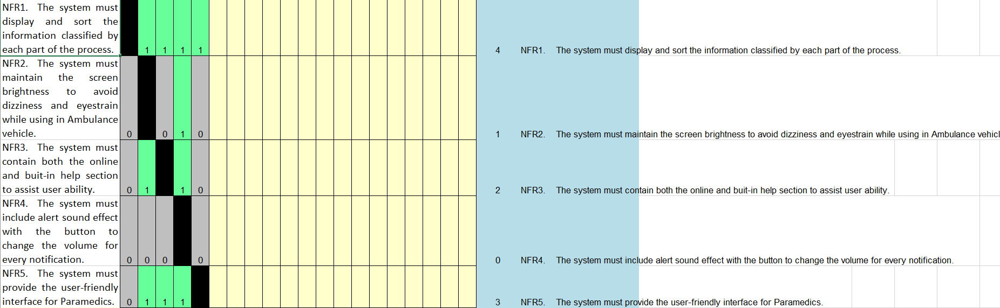 NFR1. The system must
display and sort the
information classified by
each part of the process.
1 1 1 1
4 NFR1. The system must display and sort the information classified by each part of the process.
NFR2. The system must
maintain the screen
brightness to avoid
dizziness and eyestrain
while using in Ambulance
vehicle.
0 0 1 0
1 NFR2. The system must maintain the screen brightness to avoid dizziness and eyestrain while using in Ambulance vehicl
NFR3. The system must
contain both the online
and buit-in help section
to assist user ability.
0 1 1 0
2 NFR3. The system must contain both the online and buit-in help section to assist user ability.
NFR4. The system must
include alert sound effect
with the button to
change the volume for
every notification.
0 0 0 0
0 NFR4. The system must include alert sound effect with the button to change the volume for every notification.
NFR5. The system must
provide the user-friendly
interface for Paramedics.
0 1 1 1
3 NFR5. The system must provide the user-friendly interface for Paramedics.